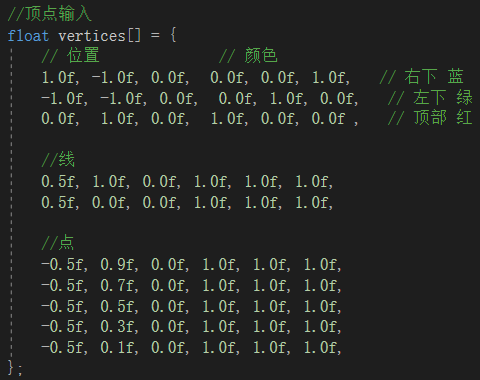 //顶点输入
float vertices[] = {
// 位置 // 颜色
1.0f, -1.0f, 0.0f, 0.0f, 0.0f, 1.0f, // 右下 蓝
-1.0f, -1.0f, 0.0f, 0.0f, 1.0f, 0.0f, // 左下 绿
0.0f, 1.0f, 0.0f, 1.0f, 0.0f, 0.0f , // 顶部 红
//线
0.5f, 1.0f, 0.0f, 1.0f, 1.0f, 1.0f,
0.5f, 0.0f, 0.0f, 1.0f, 1.0f, 1.0f,
//点
-0.5f, 0.9f, 0.0f, 1.0f, 1.0f, 1.0f,
-0.5f, 0.7f, 0.0f, 1.0f, 1.0f, 1.0f,
-0.5f, 0.5f, 0.0f, 1.0f, 1.0f, 1.0f,
-0.5f, 0.3f, 0.0f, 1.0f, 1.0f, 1.0f,
-0.5f, 0.1f, 0.0f, 1.0f, 1.0f, 1.0f,
};